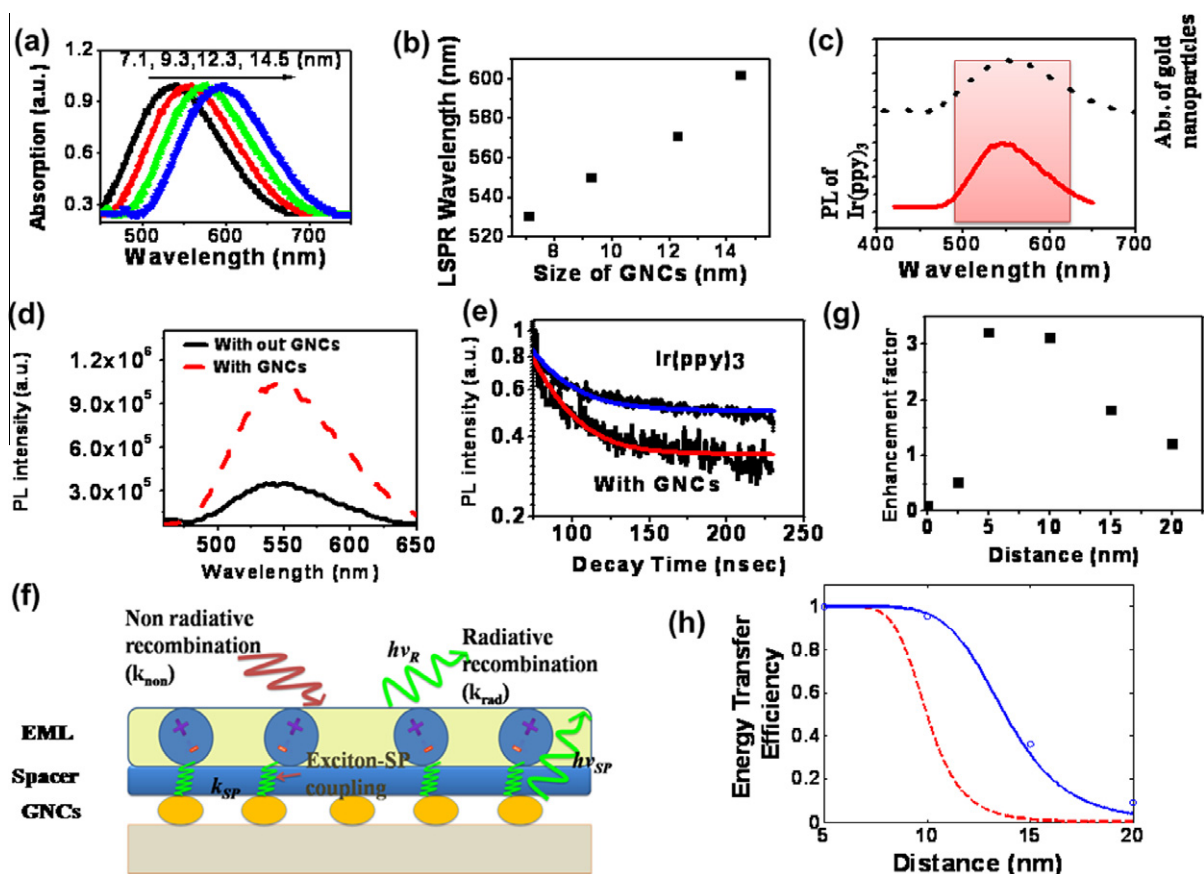 (a)
7.1, 9.3,12.3, 14.5 (nm)
Absorption (a.u.)
1.2
0.9
0.6
0.3
500 600 700
Wavelength (nm)
(b)
LSPR Wavelength(nm)
600
580
560
540
520
8 10 12 14
Size of GNCs (nm)
(c)
PL of
Ir(ppy)3
Abs. of gold
nanoparticles
400 500 600 700
Wavelength (nm)
(d)
With out GNCs
With GNCs
PL intensity (a.u.)
1.2x10^6
9.0x10^5
6.0x10^5
3.0x10^5
500 550 600 650
Wavelength (nm)
(e)
PL intensity (a.u.)
1
0.8
0.6
0.4
0.2
Ir(ppy)3
With GNCs
100 150 200 250
Decay Time (nsec)
(g)
Enhancement factor
3
2
1
0
0 5 10 15 20
Distance (nm)
(f)
Non radiative
recombination
(knon)
hνR
Radiative
recombination
(krad)
EML
Spacer
GNCs
kSP
Exciton-SP
coupling
hνSP
(h)
Energy Transfer
Efficiency
1
0.8
0.6
0.4
0.2
0
5 10 15 20
Distance (nm)